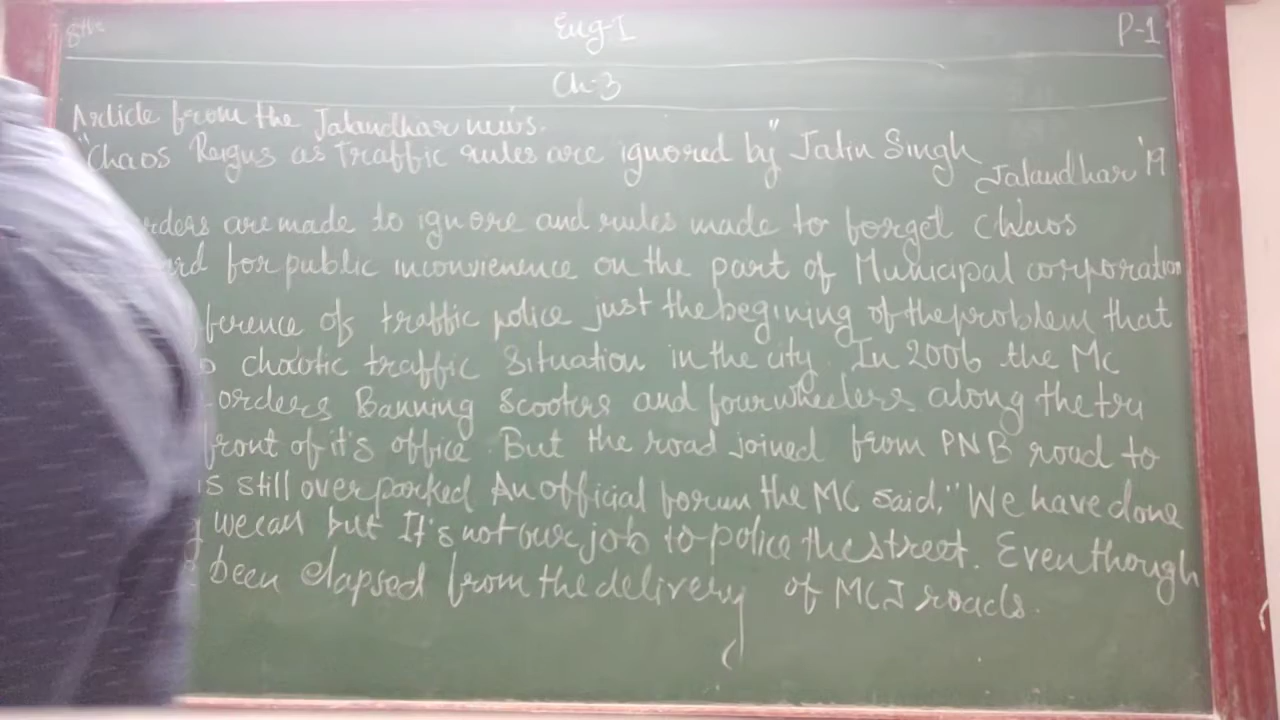 8th Eng-I P-1
Ch-3
Article from the Jalandhar news.
"Chaos Reigns as traffic rules are ignored by" Jatin Singh
Jalandhar '19
are made to ignore and rules made to forget Chaos
for public inconvienence on the part of Municipal corporation
of traffic police just the begining of the problem that
chaotic traffic situation in the city. In 2006 the Mc
orders Banning scooters and fourwheelers along the
front of it's office. But the road joined from PNB road to
is still overparked. An official forum the MC said, "We have done
we can but It's not our job to police the street. Even though
been elapsed from the delivery of MCJ roads.